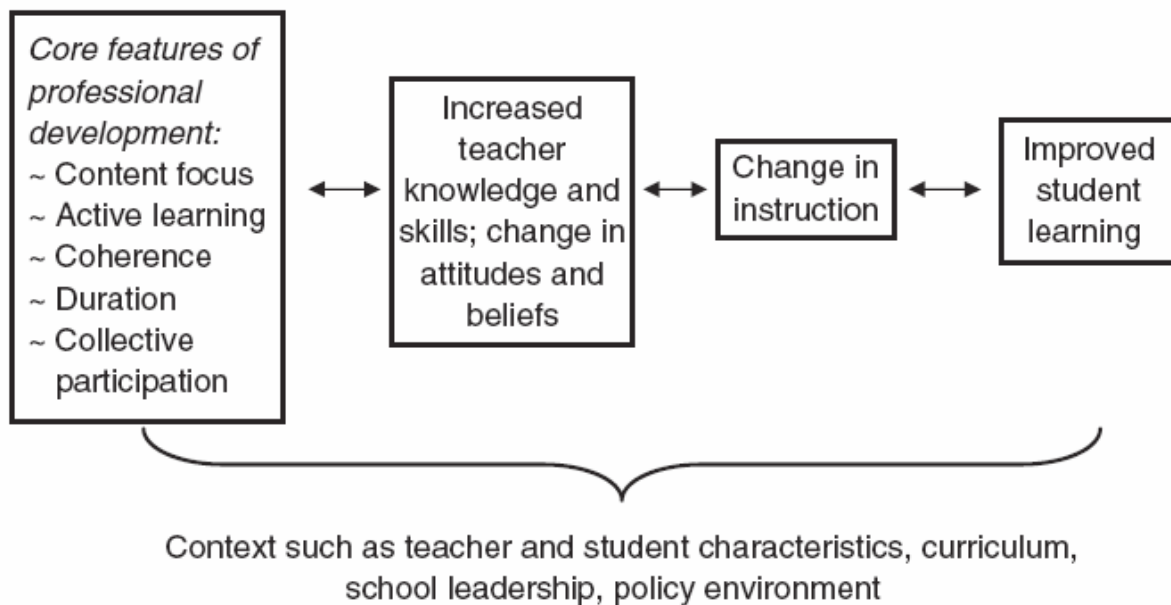 Core features of
professional
development:
~ Content focus
~ Active learning
~ Coherence
~ Duration
~ Collective
participation
Increased
teacher
knowledge and
skills; change in
attitudes and
beliefs
Change in
instruction
Improved
student
learning
Context such as teacher and student characteristics, curriculum,
school leadership, policy environment